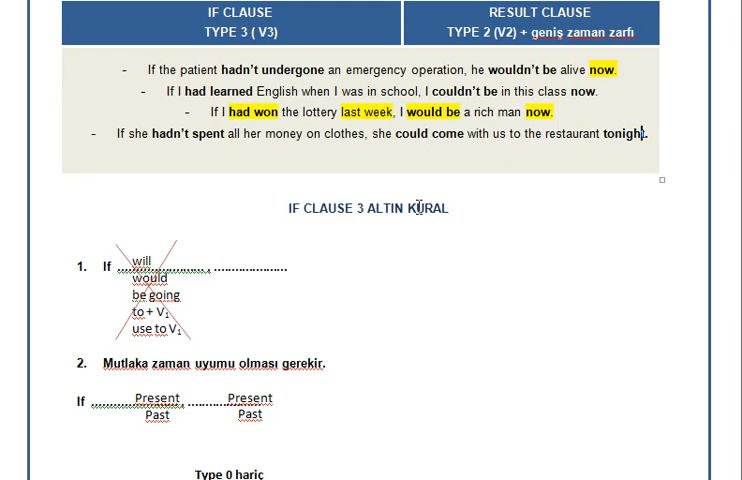 IF CLAUSE
TYPE 3 ( V3)
RESULT CLAUSE
TYPE 2 (V2) + geniş zaman zarfı
- If the patient hadn't undergone an emergency operation, he wouldn't be alive now.
- If I had learned English when I was in school, I couldn't be in this class now.
- If I had won the lottery last week, I would be a rich man now.
- If she hadn't spent all her money on clothes, she could come with us to the restaurant tonight.
IF CLAUSE 3 ALTIN KURAL
1. If ........................ , .....................
will
would
be going
to + V₁
use to V₁
2. Mutlaka zaman uyumu olması gerekir.
If ........................, ........................
Present Present
Past Past
Type 0 hariç